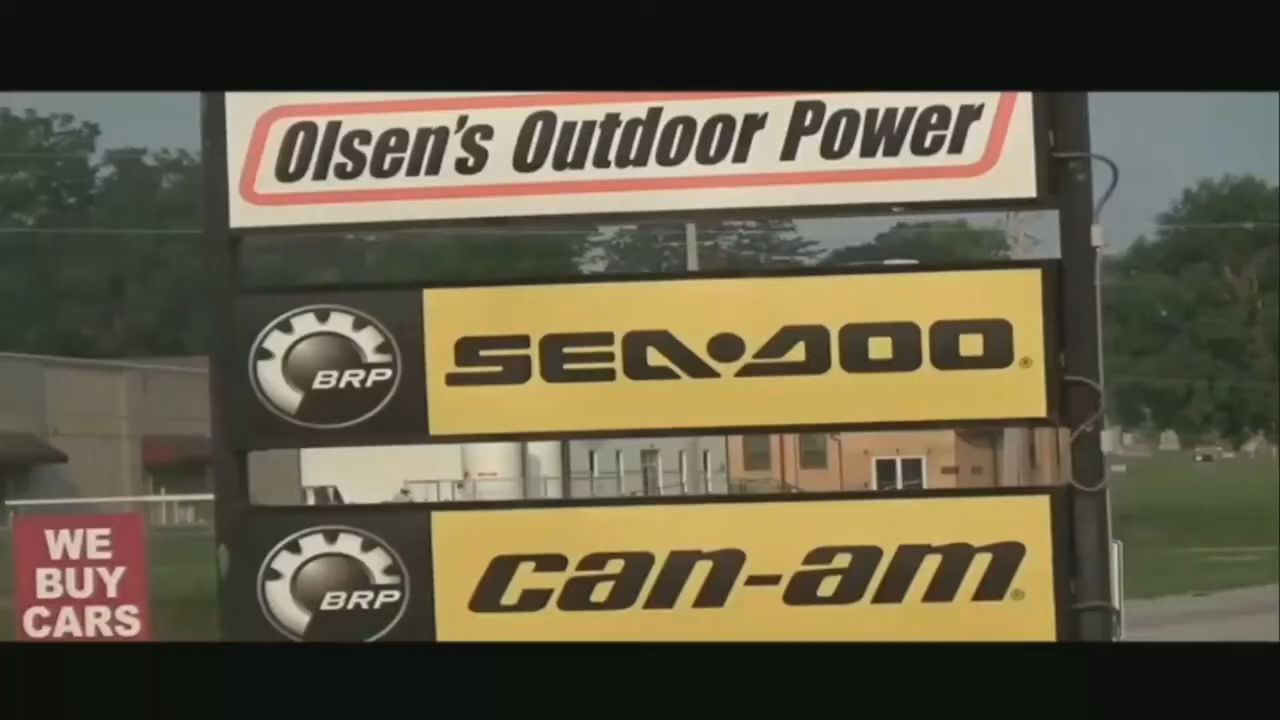 Olsen's Outdoor Power
BRP
SEA-DOO®
BRP
can-am®
WE
BUY
CARS